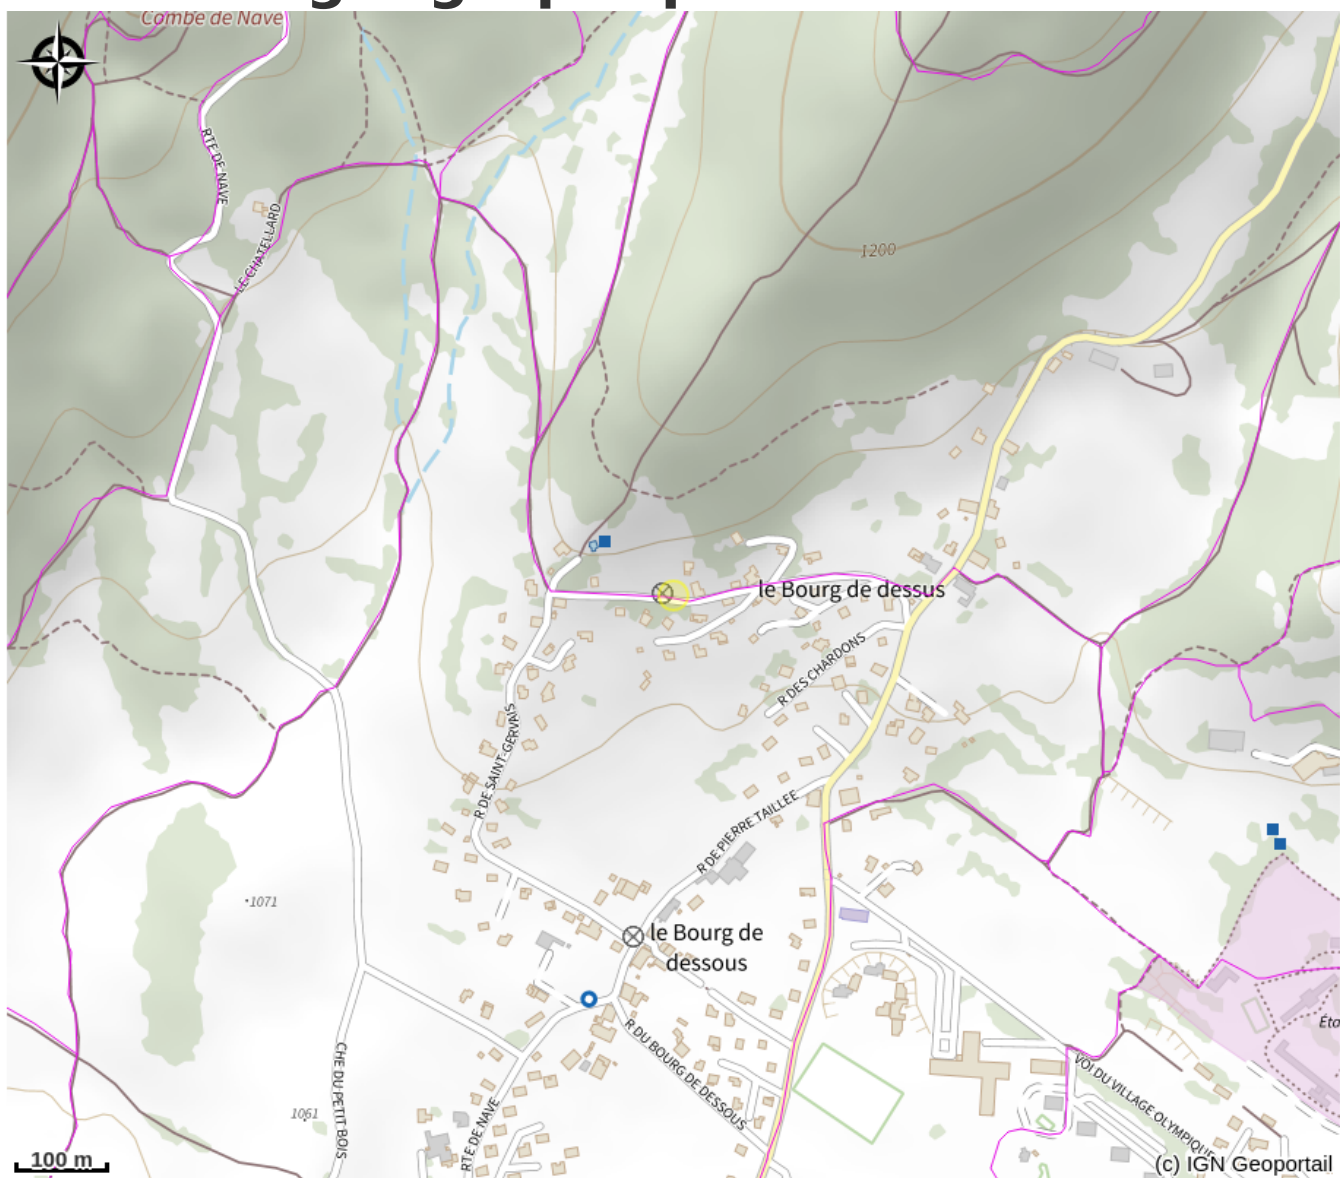 Combe de Nave
RTE DE NAVE
LE CHATELLARD
1200
le Bourg de dessus
R DES CHARDONS
R DE SAINT-GERVAIS
R DE PIERRE TAILLEE
1071
le Bourg de
dessous
Éto
R DU BOURG DE DESSOUS
CHE DU PETIT BOIS
VOI DU VILLAGE OLYMPIQUE
1061
RTE DE NAVE
100 m
(c) IGN Geoportail